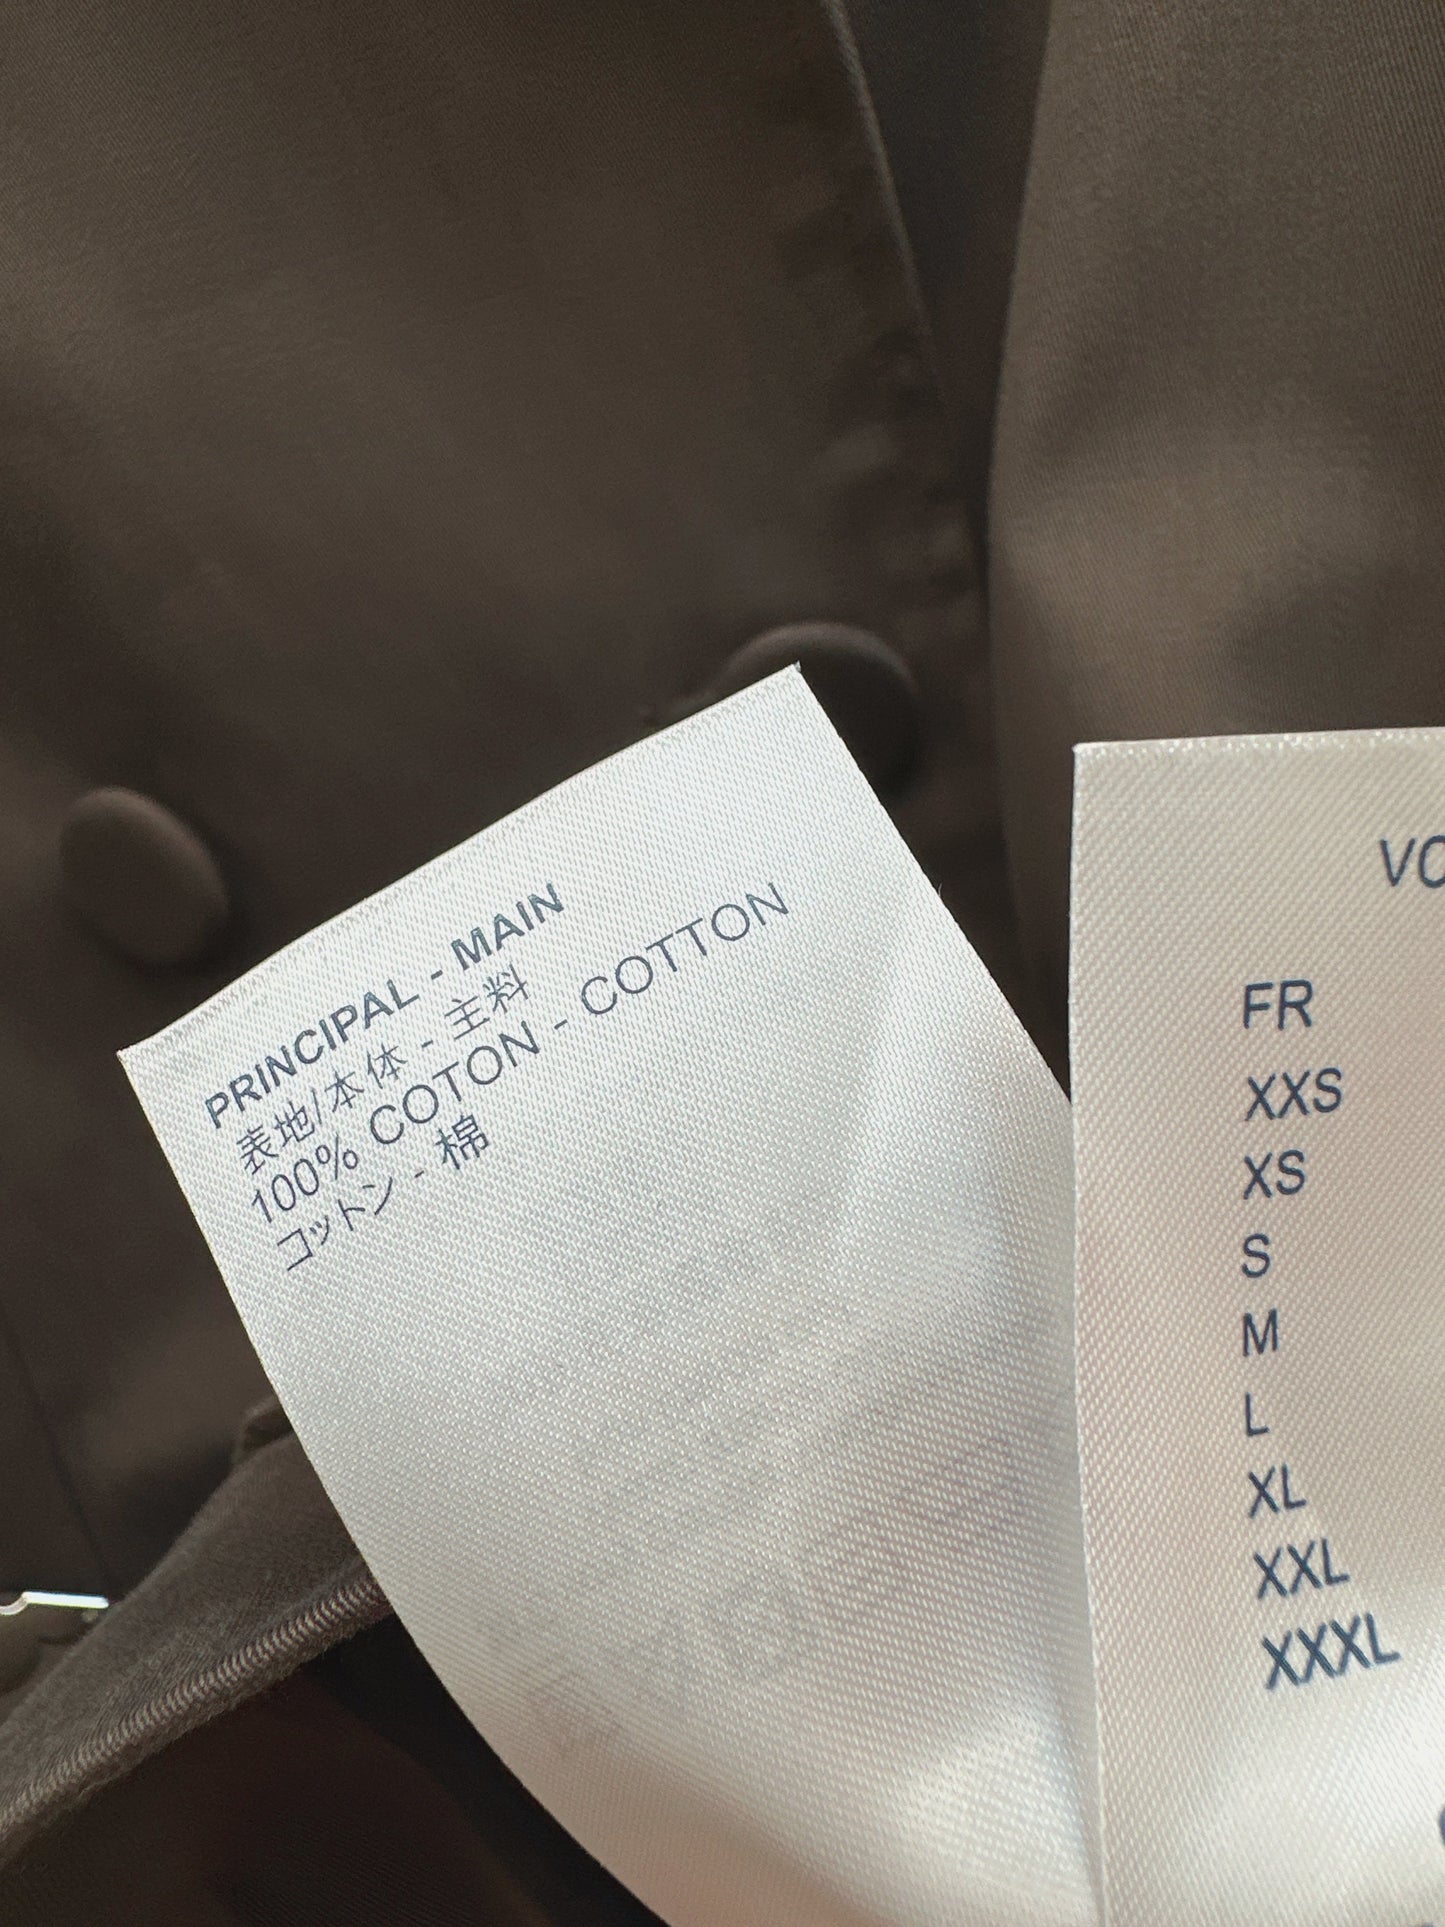 PRINCIPAL - MAIN
表地/本体 - 主料
100% COTON - COTTON
コットン - 棉
FR
XXS
XS
S
M
L
XL
XXL
XXXL